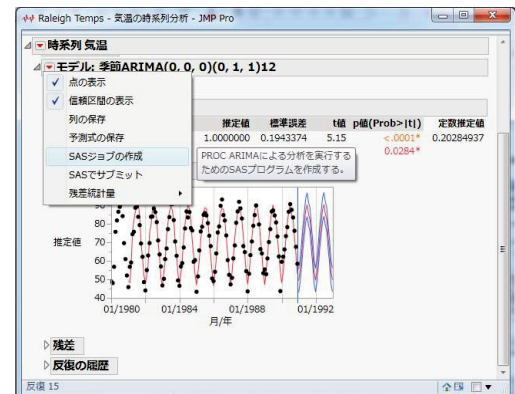 Raleigh Temps - 気温の時系列分析 - JMP Pro
時系列 気温
モデル: 季節ARIMA(0, 0, 0)(0, 1, 1)12
点の表示
信頼区間の表示
列の保存
予測式の保存
SASジョブの作成
SASでサブミット
残差統計量
推定値 標準誤差 t値 p値(Prob>|t|) 定数推定値
1.0000000 0.1943374 5.15 <.0001* 0.20284937
0.0284*
PROC ARIMAによる分析を実行する
ためのSASプログラムを作成する。
90
80
推定値 70
60
50
40
01/1980 01/1984 01/1988 01/1992
月/年
残差
反復の履歴
反復 15